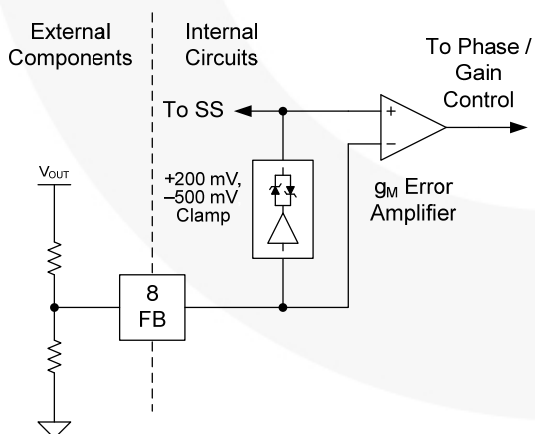 External
Components
Internal
Circuits
To Phase /
Gain
Control
To SS
+
−
+200 mV,
−500 mV
Clamp
gM Error
Amplifier
VOUT
8
FB